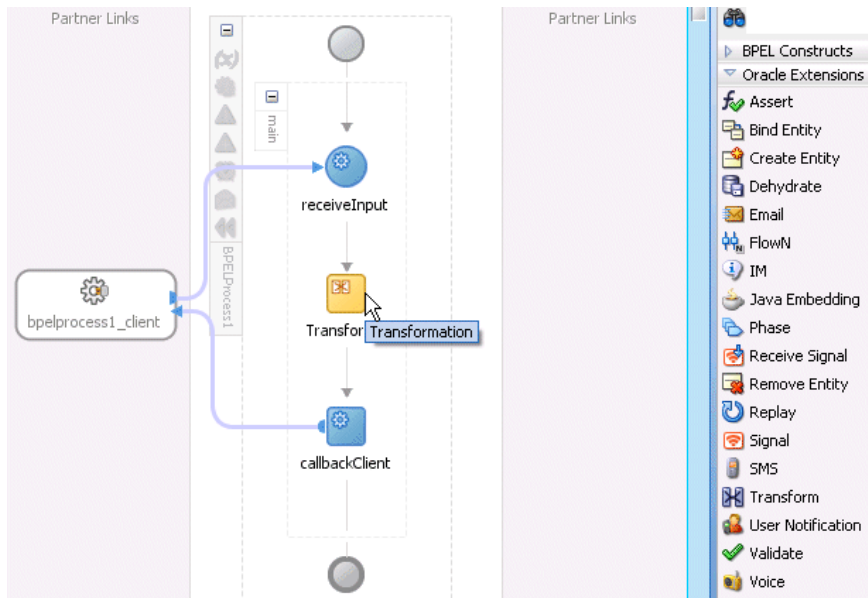 Partner Links
Partner Links
main
receiveInput
BPELProcess1
bpelprocess1_client
Transfor
Transformation
callbackClient
BPEL Constructs
Oracle Extensions
Assert
Bind Entity
Create Entity
Dehydrate
Email
FlowN
IM
Java Embedding
Phase
Receive Signal
Remove Entity
Replay
Signal
SMS
Transform
User Notification
Validate
Voice